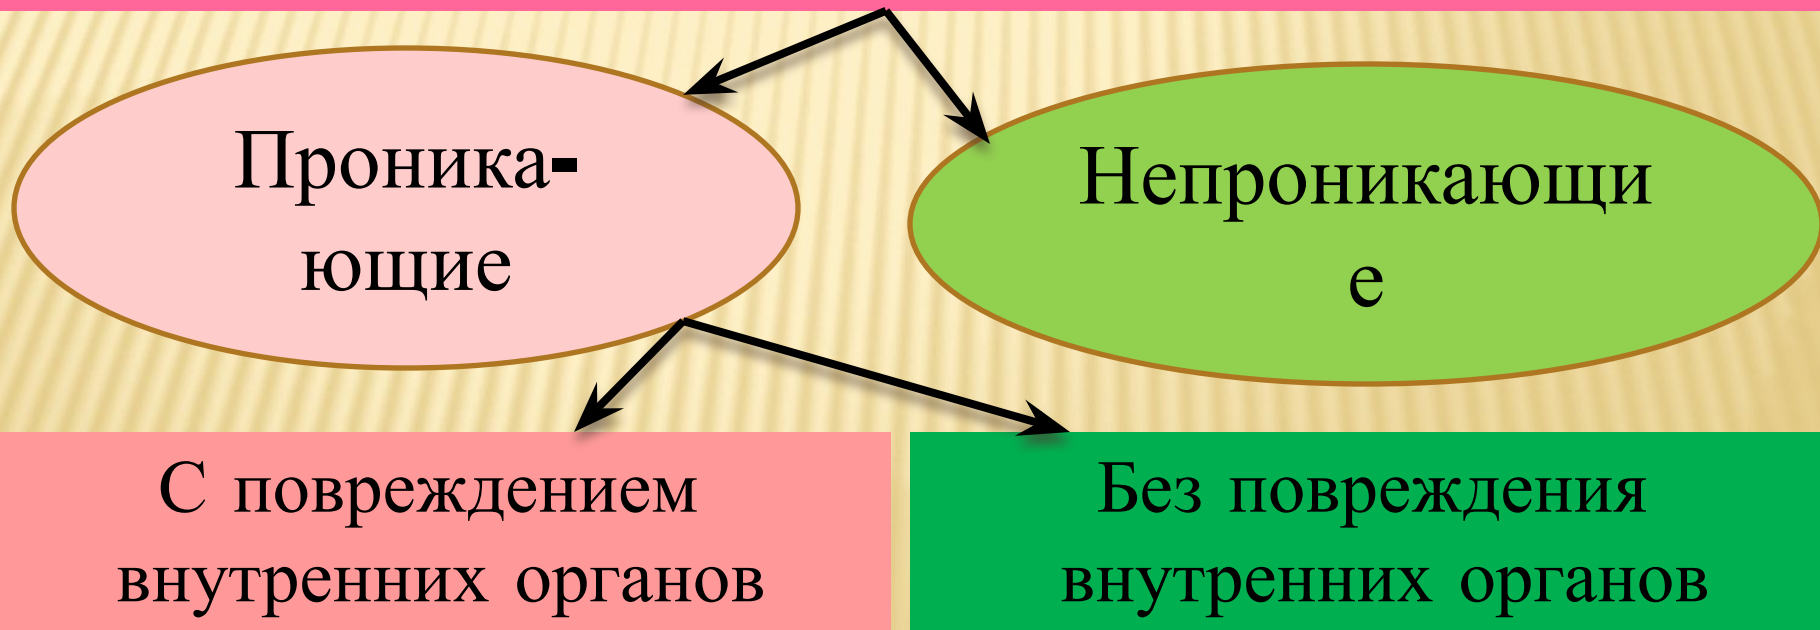 Проника-
ющие
Непроникающи
е
С повреждением
внутренних органов
Без повреждения
внутренних органов